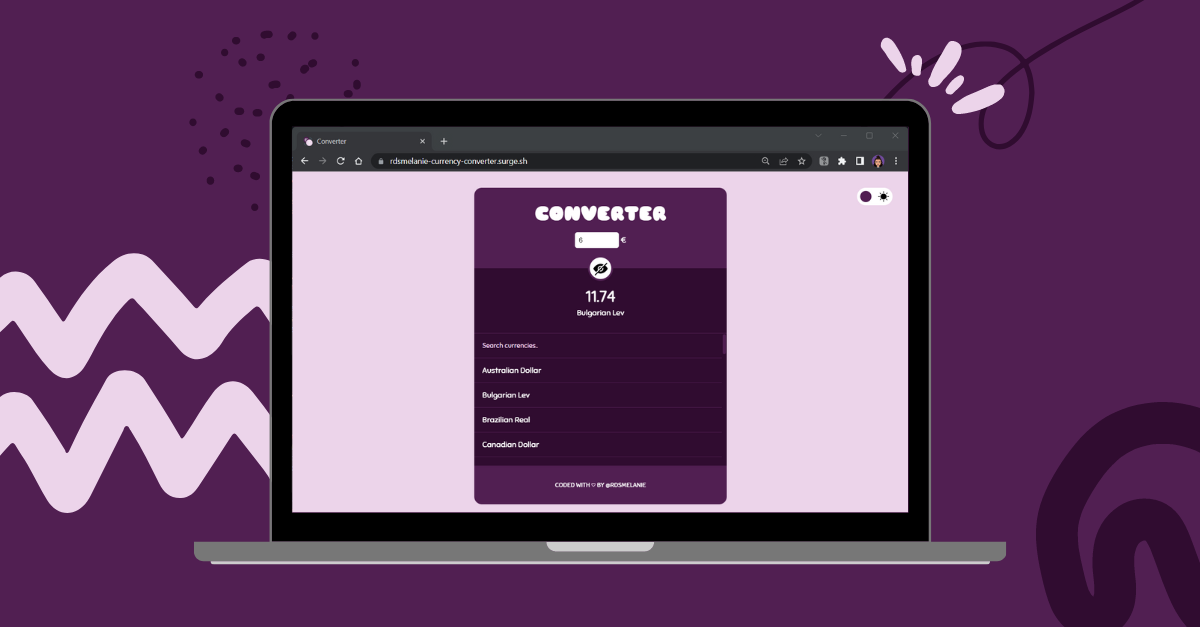 Converter
rdsmelanie-currency-converter.surge.sh
CONVERTER
6 €
11.74
Bulgarian Lev
Search currencies..
Australian Dollar
Bulgarian Lev
Brazilian Real
Canadian Dollar
CODED WITH ♡ BY @RDSMELANIE